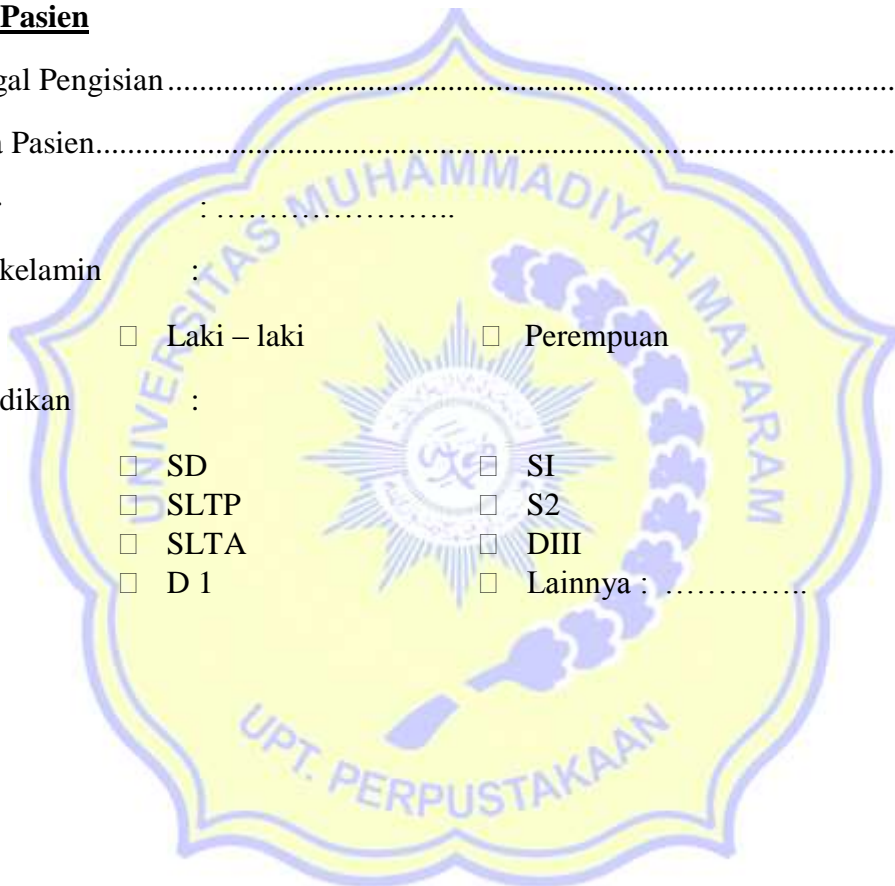 Pasien
gal Pengisian................................................................................
a Pasien................................................................................
: …………………..
kelamin :
□ Laki – laki □ Perempuan
dikan :
□ SD □ SI
□ SLTP □ S2
□ SLTA □ DIII
□ D 1 □ Lainnya : …………..
UNIVERSITAS MUHAMMADIYAH MATARAM
UPT. PERPUSTAKAAN